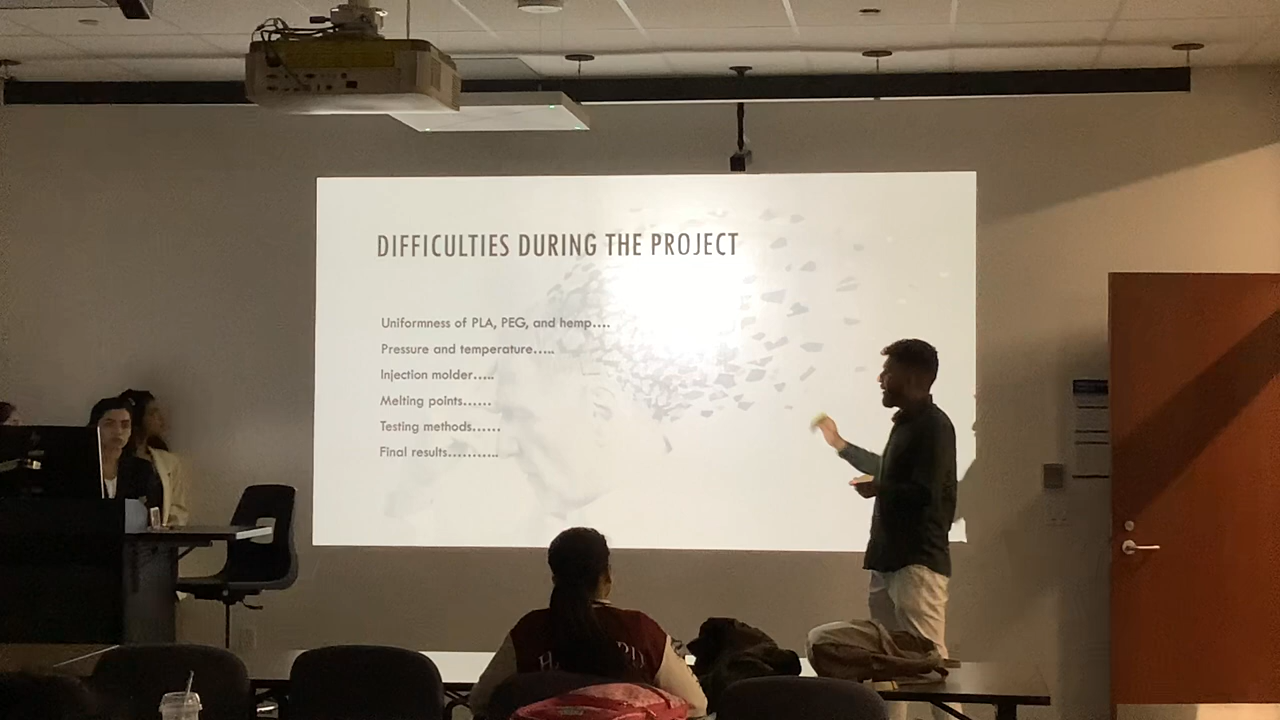 DIFFICULTIES DURING THE PROJECT
Uniformness of PLA, PEG, and hemp....
Pressure and temperature.....
Injection molder.....
Melting points......
Testing methods......
Final results...........